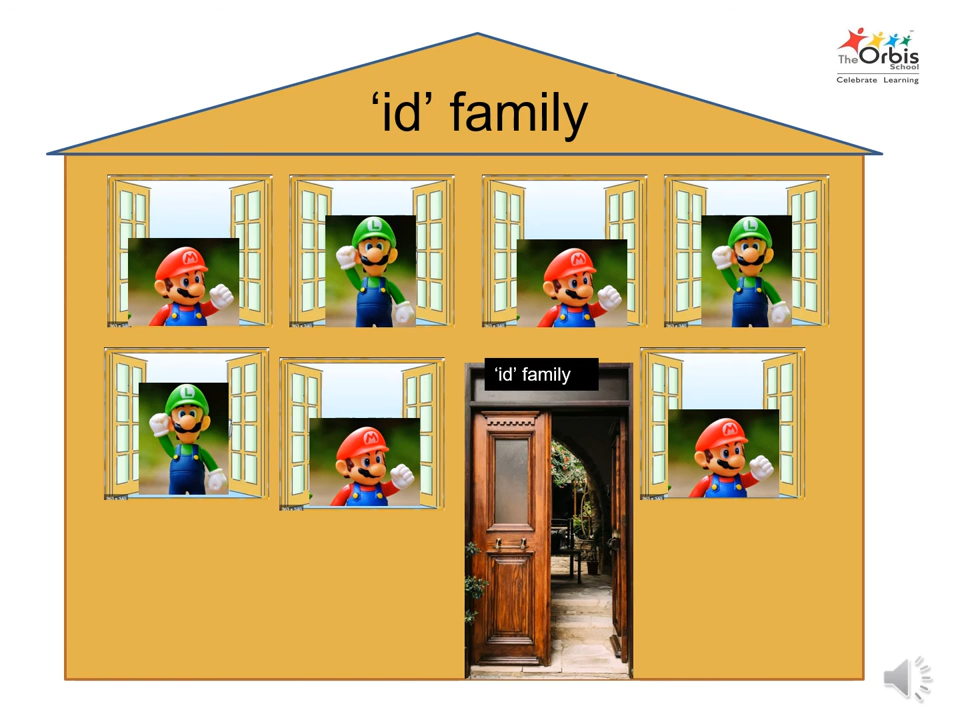 The Orbis
School
Celebrate Learning
‘id’ family
M
L
M
L
L
M
M
‘id’ family